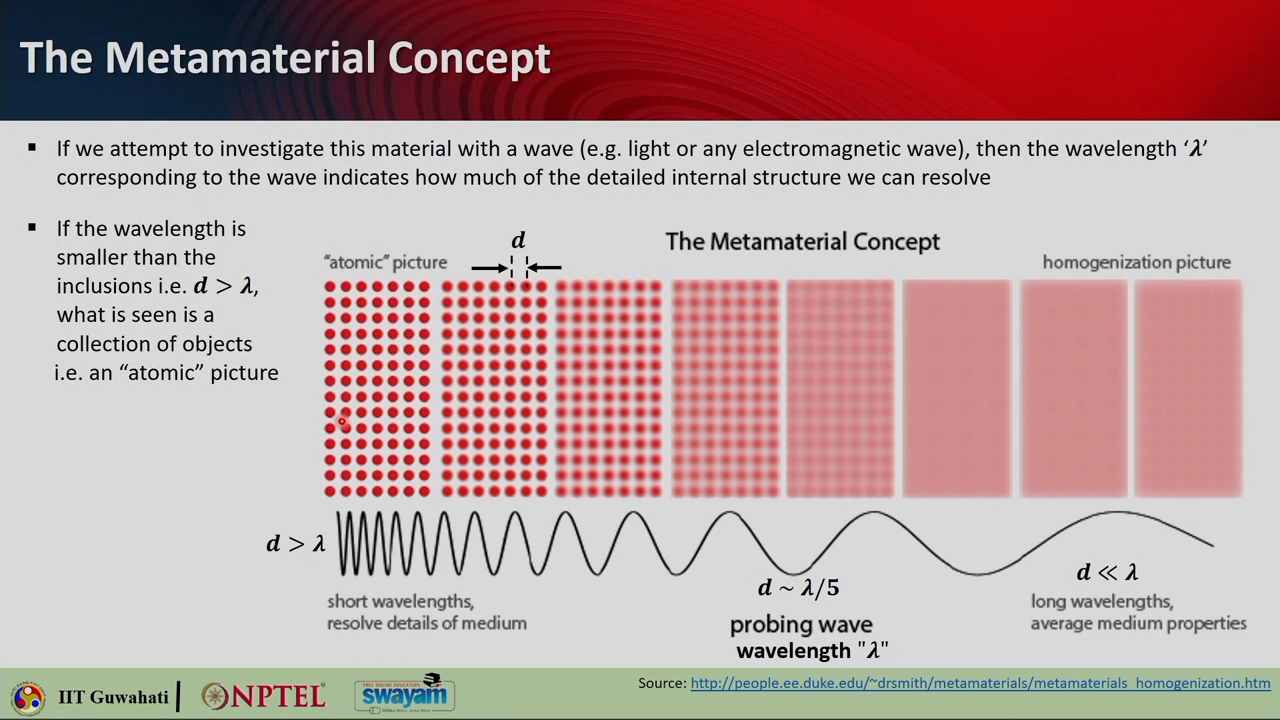 The Metamaterial Concept
▪ If we attempt to investigate this material with a wave (e.g. light or any electromagnetic wave), then the wavelength ‘λ’
corresponding to the wave indicates how much of the detailed internal structure we can resolve
▪ If the wavelength is
smaller than the
inclusions i.e. d > λ,
what is seen is a
collection of objects
i.e. an “atomic” picture
d
The Metamaterial Concept
“atomic” picture
homogenization picture
d > λ
d ~ λ/5
d ≪ λ
short wavelengths,
resolve details of medium
probing wave
wavelength "λ"
long wavelengths,
average medium properties
IIT Guwahati
NPTEL
FREE ONLINE EDUCATION
swayam
Source: http://people.ee.duke.edu/~drsmith/metamaterials/metamaterials_homogenization.htm